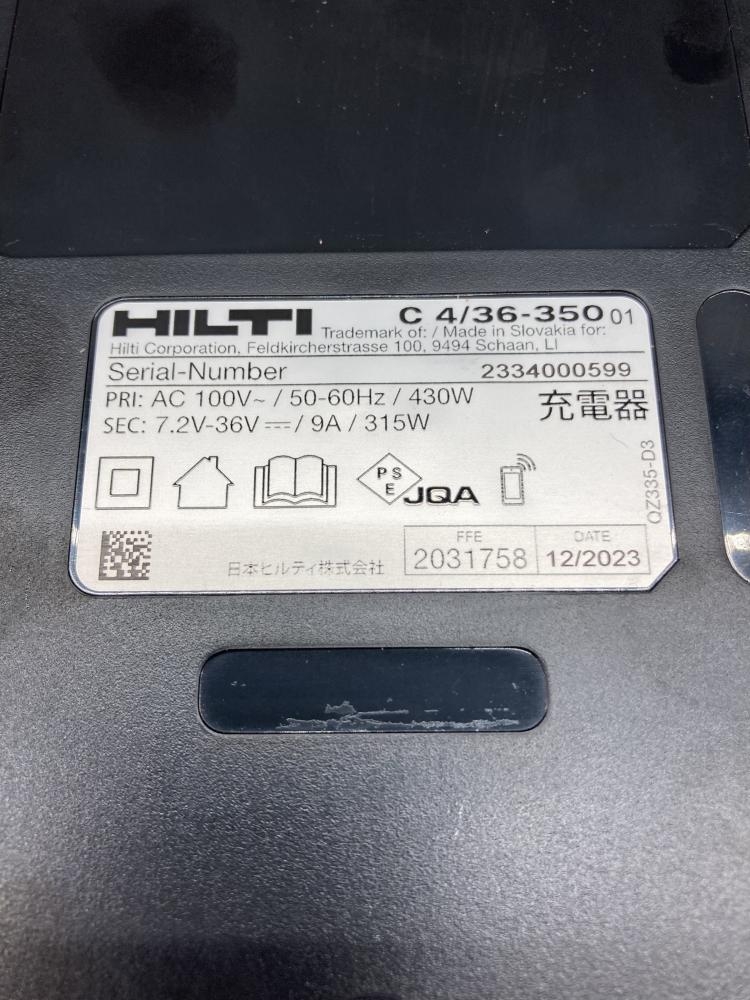 HILTI C 4/36-350 01
Trademark of: / Made in Slovakia for:
Hilti Corporation, Feldkircherstrasse 100, 9494 Schaan, LI
Serial-Number 2334000599
PRI: AC 100V~ / 50-60Hz / 430W
SEC: 7.2V-36V⎓ / 9A / 315W
充電器
PS
E
JQA
QZ335-D3
日本ヒルティ株式会社
FFE
2031758
DATE
12/2023